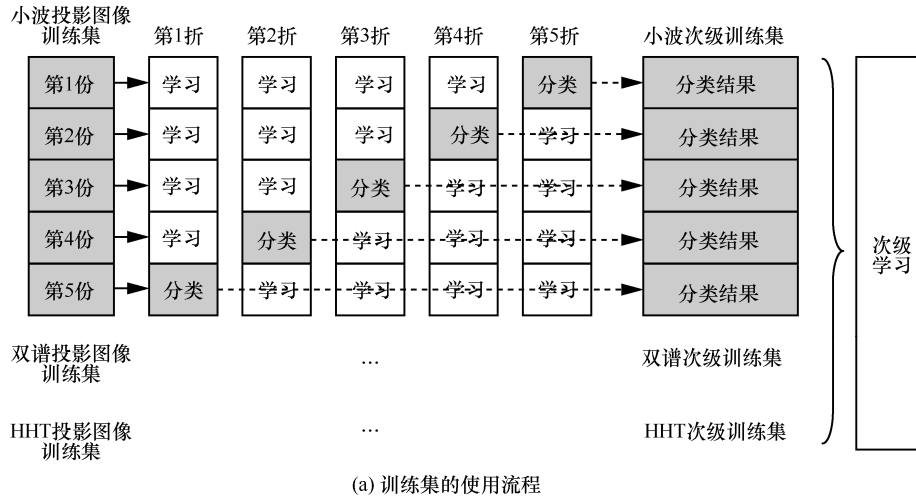 小波投影图像
训练集
第1折 第2折 第3折 第4折 第5折
小波次级训练集
第1份 学习 学习 学习 学习 分类 分类结果
第2份 学习 学习 学习 分类 学习 分类结果
第3份 学习 学习 分类 学习 学习 分类结果
第4份 学习 分类 学习 学习 学习 分类结果
第5份 分类 学习 学习 学习 学习 分类结果
次级
学习
双谱投影图像
训练集
...
双谱次级训练集
HHT投影图像
训练集
...
HHT次级训练集
(a) 训练集的使用流程